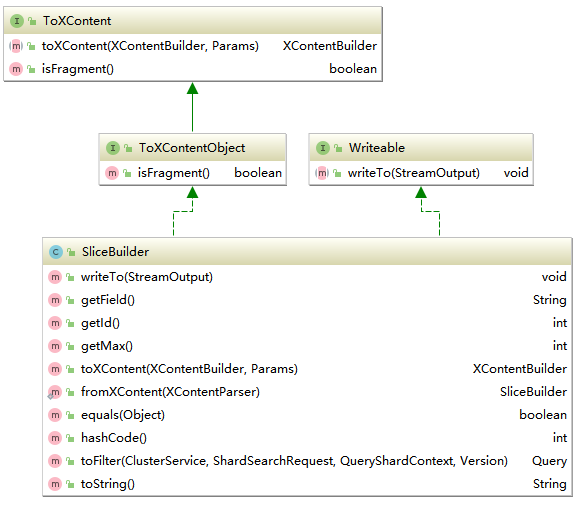 I ToXContent
m toXContent(XContentBuilder, Params) XContentBuilder
m isFragment() boolean
I ToXContentObject
m isFragment() boolean
I Writeable
m writeTo(StreamOutput) void
C SliceBuilder
m writeTo(StreamOutput) void
m getField() String
m getId() int
m getMax() int
m toXContent(XContentBuilder, Params) XContentBuilder
m fromXContent(XContentParser) SliceBuilder
m equals(Object) boolean
m hashCode() int
m toFilter(ClusterService, ShardSearchRequest, QueryShardContext, Version) Query
m toString() String